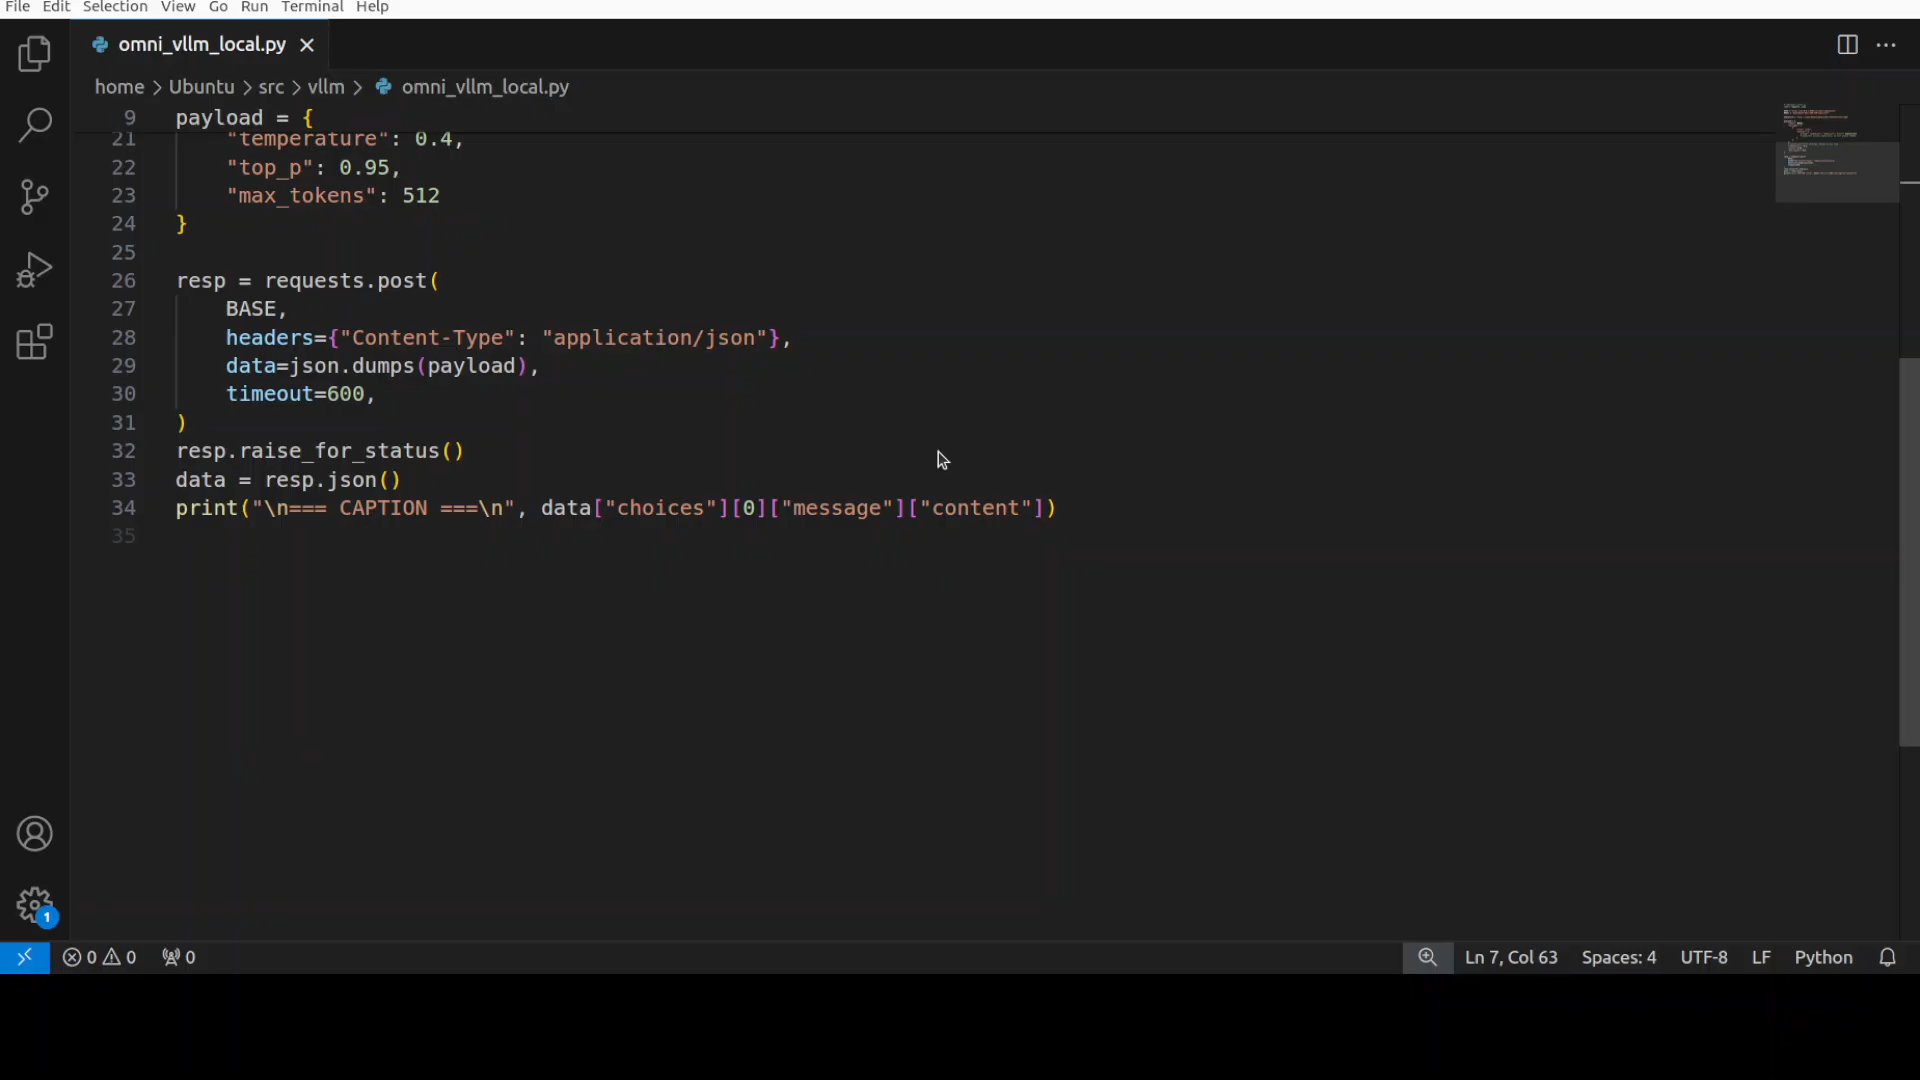 File Edit Selection View Go Run Terminal Help
omni_vllm_local.py
home > Ubuntu > src > vllm > omni_vllm_local.py
9 payload = {
21 "temperature": 0.4,
22 "top_p": 0.95,
23 "max_tokens": 512
24 }
25
26 resp = requests.post(
27 BASE,
28 headers={"Content-Type": "application/json"},
29 data=json.dumps(payload),
30 timeout=600,
31 )
32 resp.raise_for_status()
33 data = resp.json()
34 print("\n=== CAPTION ===\n", data["choices"][0]["message"]["content"])
35
1
0 0 0 Ln 7, Col 63 Spaces: 4 UTF-8 LF Python